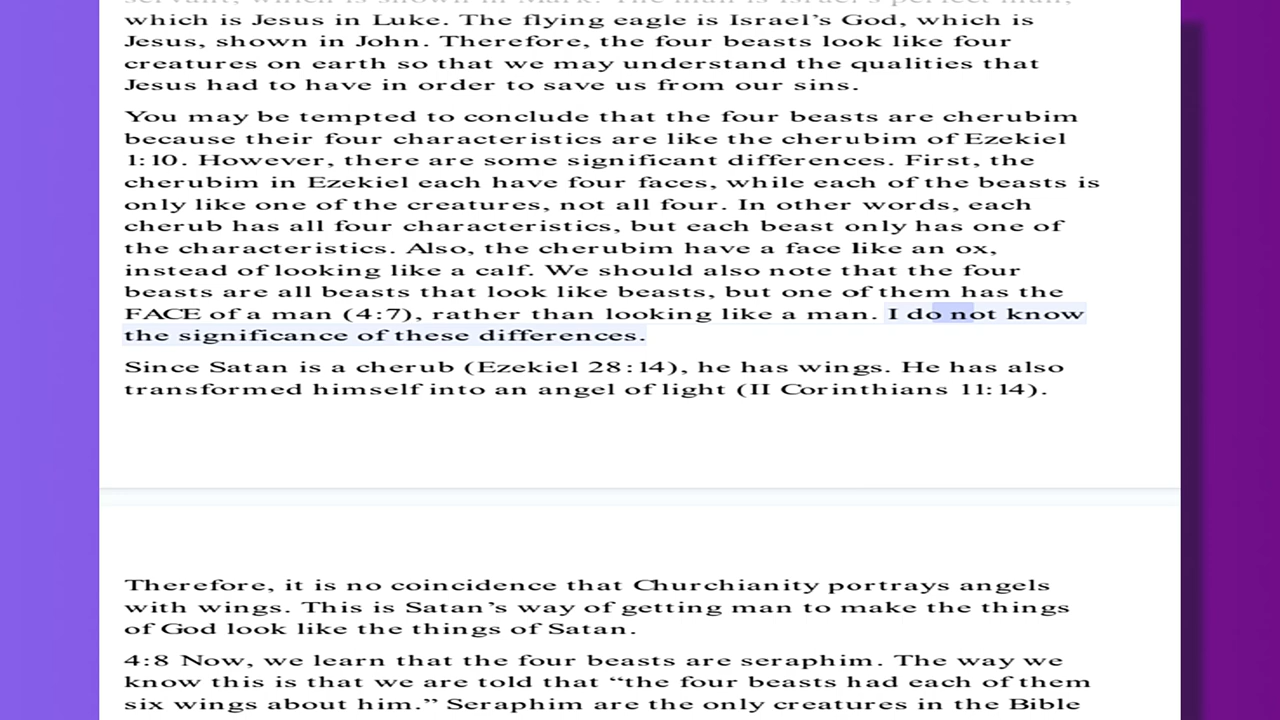 servant, which is shown in Mark. The man is Israel's perfect man,
which is Jesus in Luke. The flying eagle is Israel’s God, which is
Jesus, shown in John. Therefore, the four beasts look like four
creatures on earth so that we may understand the qualities that
Jesus had to have in order to save us from our sins.
You may be tempted to conclude that the four beasts are cherubim
because their four characteristics are like the cherubim of Ezekiel
1:10. However, there are some significant differences. First, the
cherubim in Ezekiel each have four faces, while each of the beasts is
only like one of the creatures, not all four. In other words, each
cherub has all four characteristics, but each beast only has one of
the characteristics. Also, the cherubim have a face like an ox,
instead of looking like a calf. We should also note that the four
beasts are all beasts that look like beasts, but one of them has the
FACE of a man (4:7), rather than looking like a man. I do not know
the significance of these differences.
Since Satan is a cherub (Ezekiel 28:14), he has wings. He has also
transformed himself into an angel of light (II Corinthians 11:14).
Therefore, it is no coincidence that Churchianity portrays angels
with wings. This is Satan’s way of getting man to make the things
of God look like the things of Satan.
4:8 Now, we learn that the four beasts are seraphim. The way we
know this is that we are told that “the four beasts had each of them
six wings about him.” Seraphim are the only creatures in the Bible